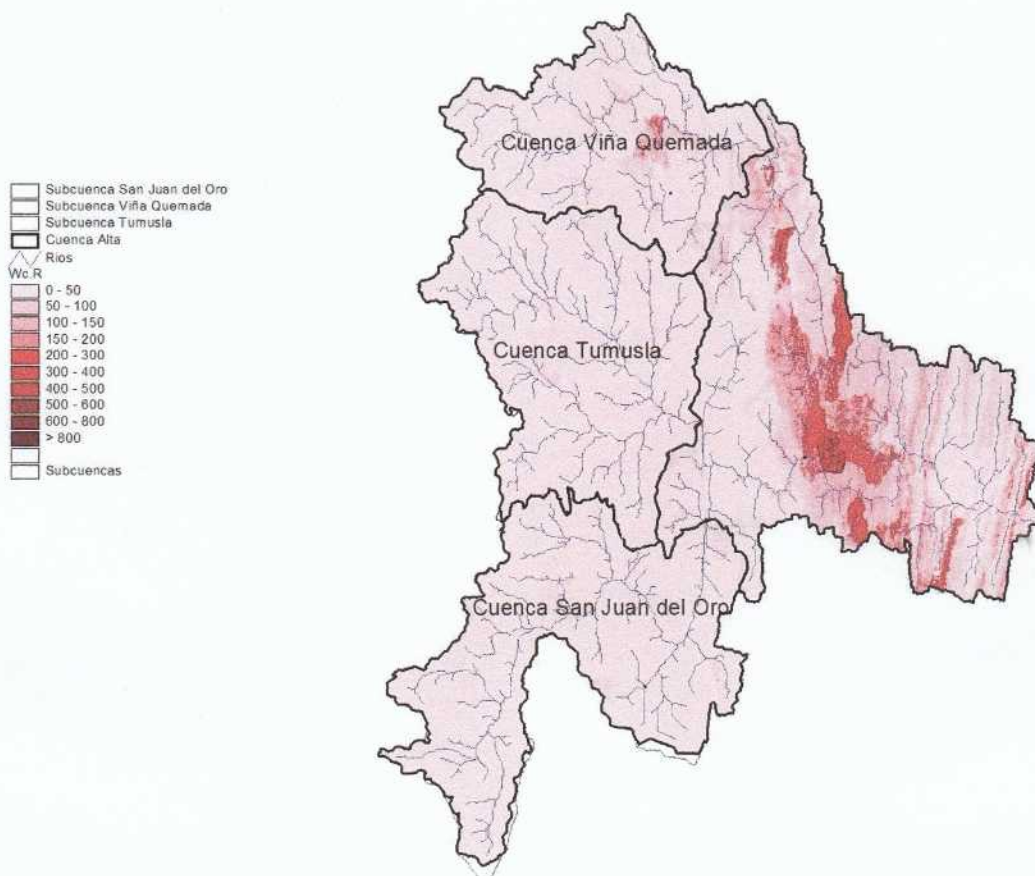 Subcuenca San Juan del Oro
Subcuenca Viña Quemada
Subcuenca Tumusla
Cuenca Alta
Rios
Wc.R
0 - 50
50 - 100
100 - 150
150 - 200
200 - 300
300 - 400
400 - 500
500 - 600
600 - 800
> 800
Subcuencas
Cuenca Viña Quemada
Cuenca Tumusla
Cuenca San Juan del Oro